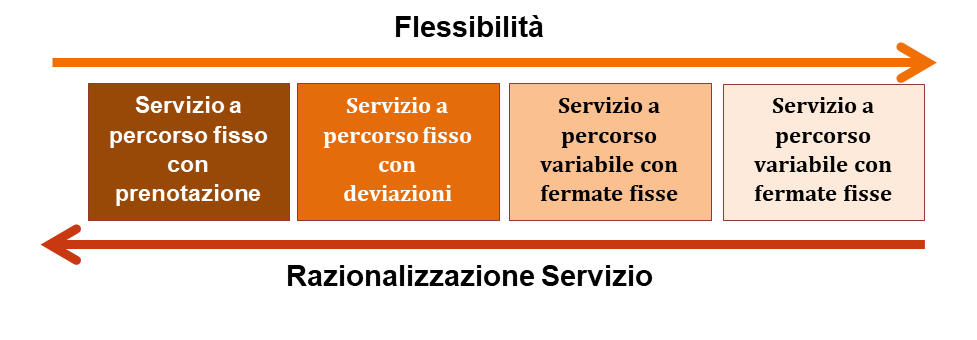 Flessibilità
Servizio a
percorso fisso
con
prenotazione
Servizio a
percorso fisso
con
deviazioni
Servizio a
percorso
variabile con
fermate fisse
Servizio a
percorso
variabile con
fermate fisse
Razionalizzazione Servizio